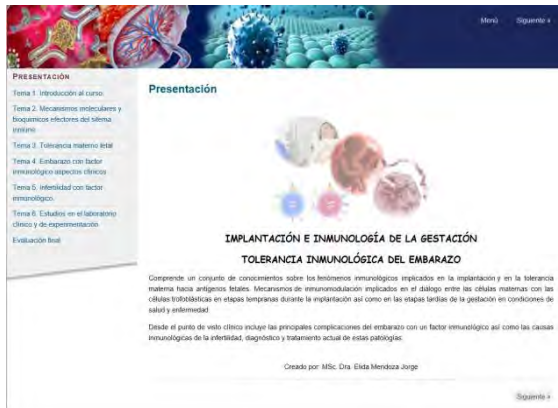 Menú
Siguiente »
PRESENTACIÓN
Tema 1. Introducción al curso.
Tema 2. Mecanismos moleculares y
bioquímicos efectores del sitema
inmune
Tema 3. Tolerancia materno fetal
Tema 4. Embarazo con factor
inmunológico aspectos clínicos
Tema 5. Infertilidad con factor
inmunológico.
Tema 6. Estudios en el laboratorio
clínico y de experimentación.
Evaluación final
Presentación
IMPLANTACIÓN E INMUNOLOGÍA DE LA GESTACIÓN
TOLERANCIA INMUNOLÓGICA DEL EMBARAZO
Comprende un conjunto de conocimientos sobre los fenómenos inmunológicos implicados en la implantación y en la tolerancia
materna hacia antígenos fetales. Mecanismos de inmunomodulación implicados en el diálogo entre las células maternas con las
células trofoblásticas en etapas tempranas durante la implantación así como en las etapas tardías de la gestación en condiciones de
salud y enfermedad.
Desde el punto de visto clínico incluye las principales complicaciones del embarazo con un factor inmunológico así como las causas
inmunológicas de la infertilidad, diagnóstico y tratamiento actual de estas patologías.
Creado por: MSc. Dra. Elida Mendoza Jorge
Siguiente »